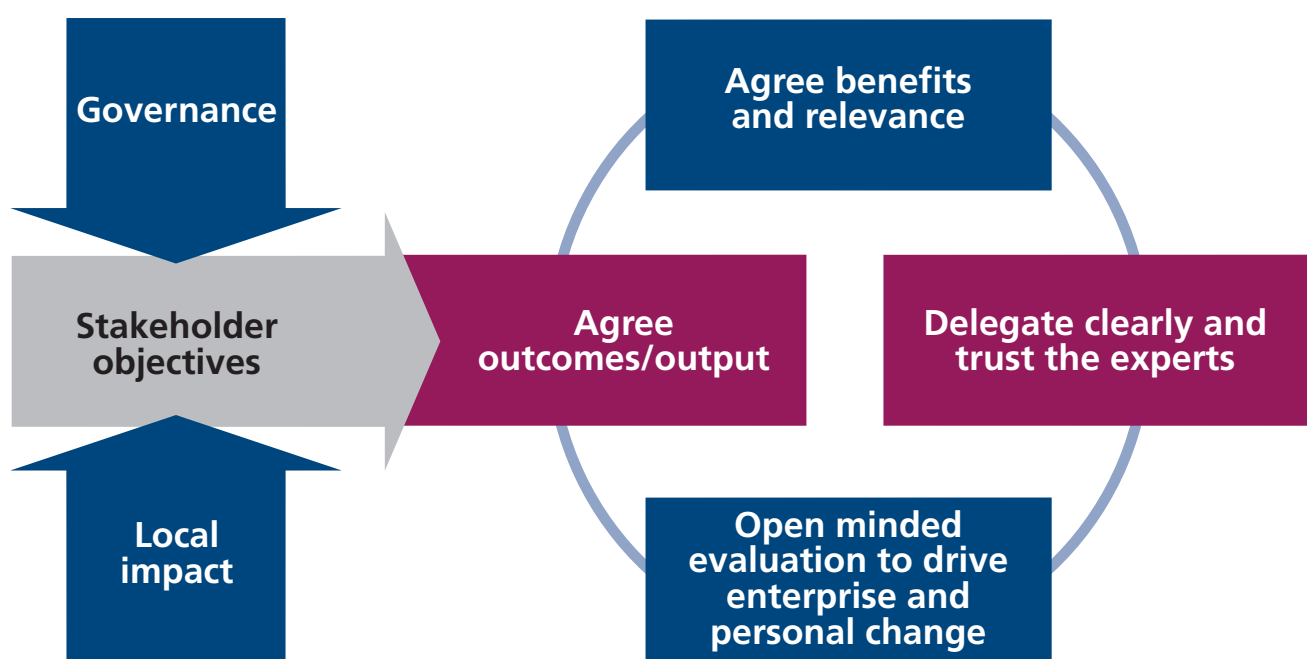 Governance
Agree benefits
and relevance
Stakeholder
objectives
Agree
outcomes/output
Delegate clearly and
trust the experts
Local
impact
Open minded
evaluation to drive
enterprise and
personal change